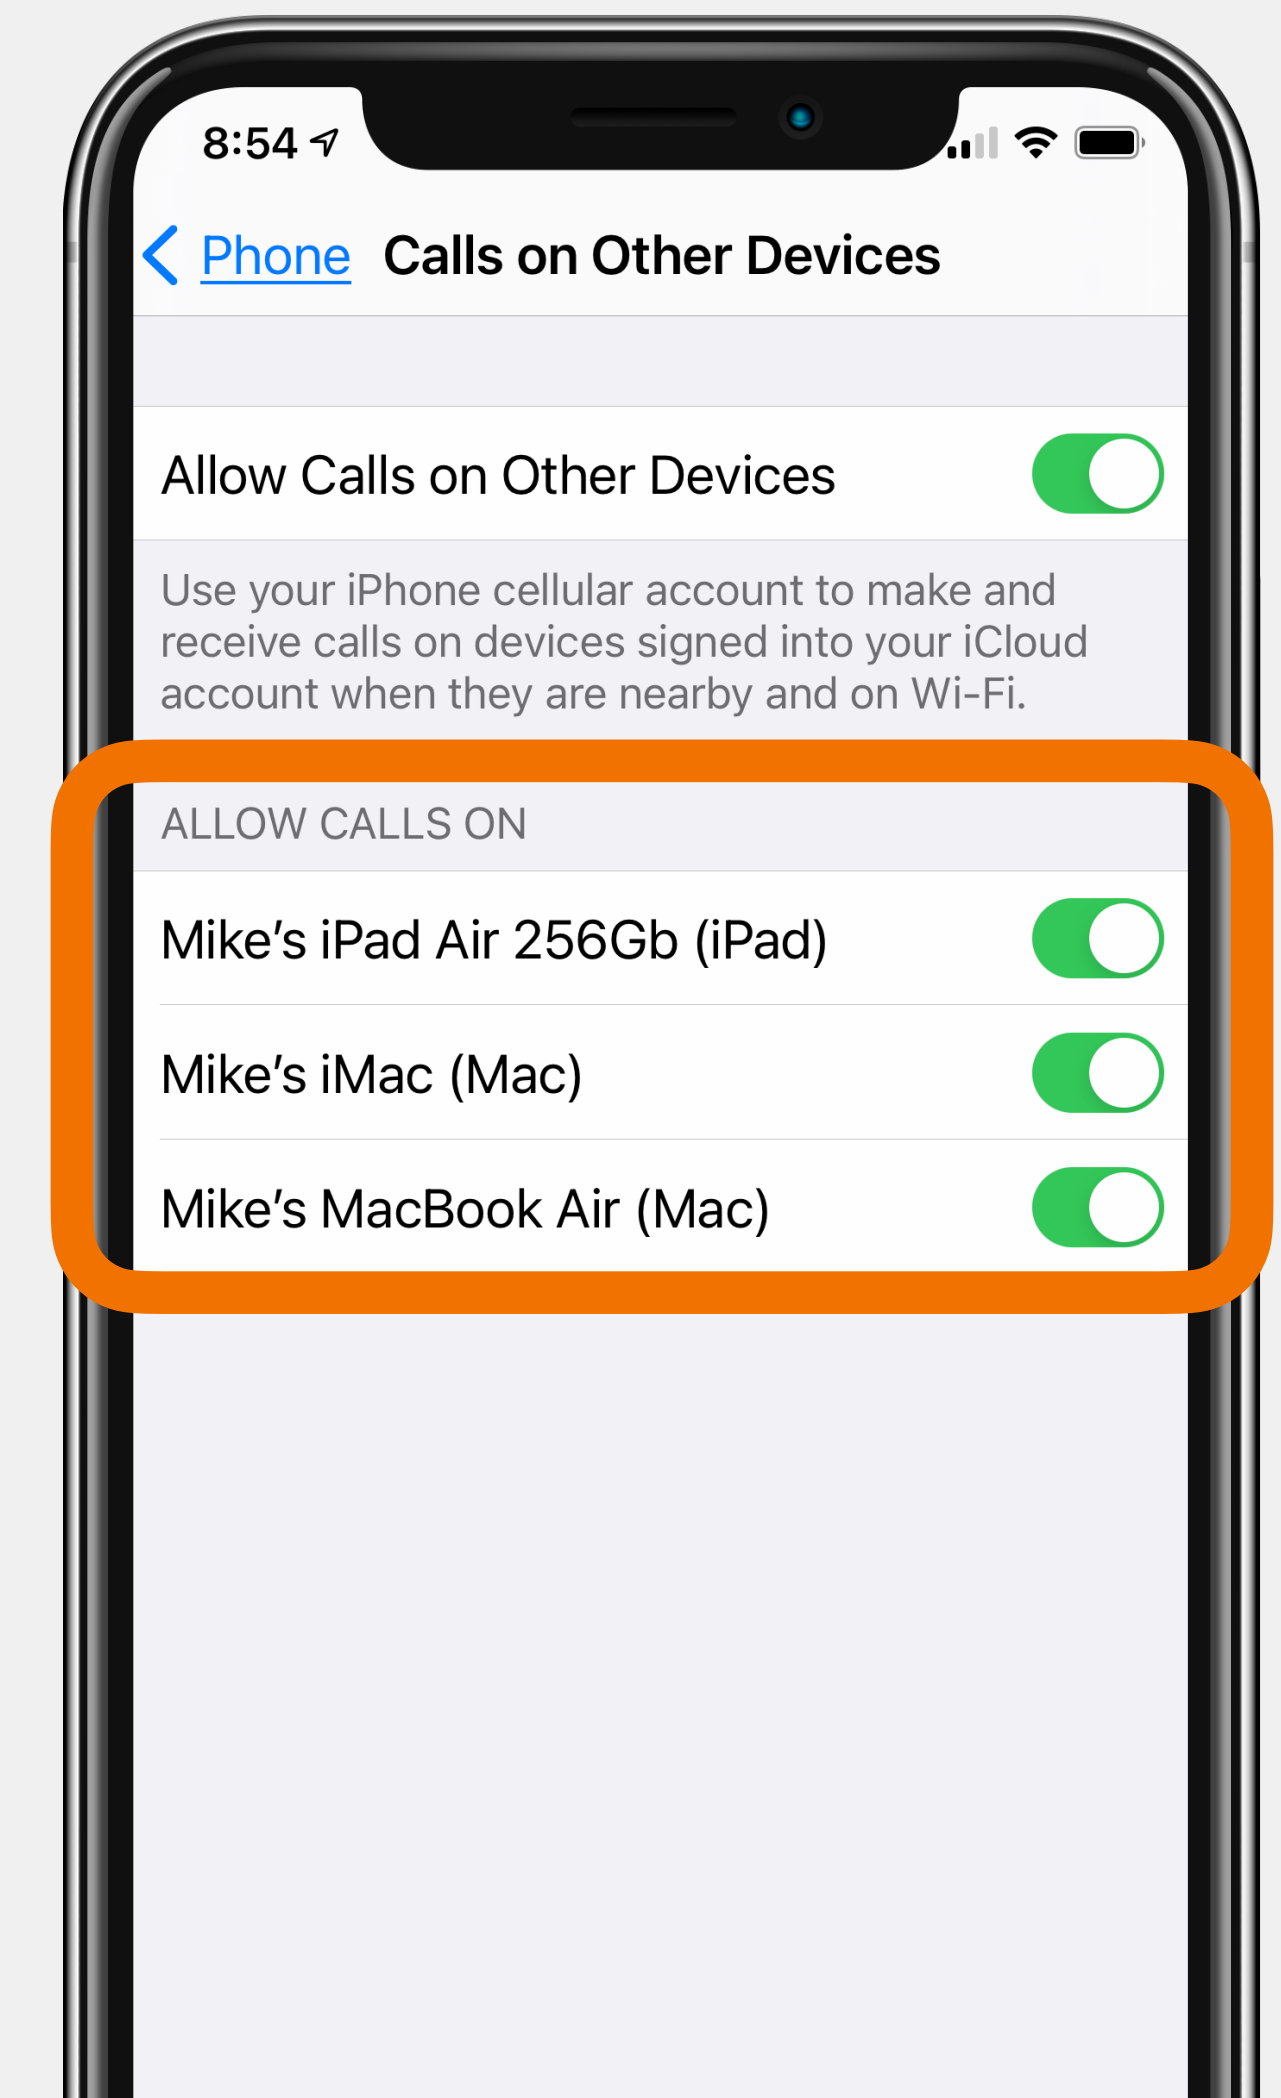 8:54
Phone Calls on Other Devices
Allow Calls on Other Devices
Use your iPhone cellular account to make and
receive calls on devices signed into your iCloud
account when they are nearby and on Wi-Fi.
ALLOW CALLS ON
Mike’s iPad Air 256Gb (iPad)
Mike’s iMac (Mac)
Mike’s MacBook Air (Mac)